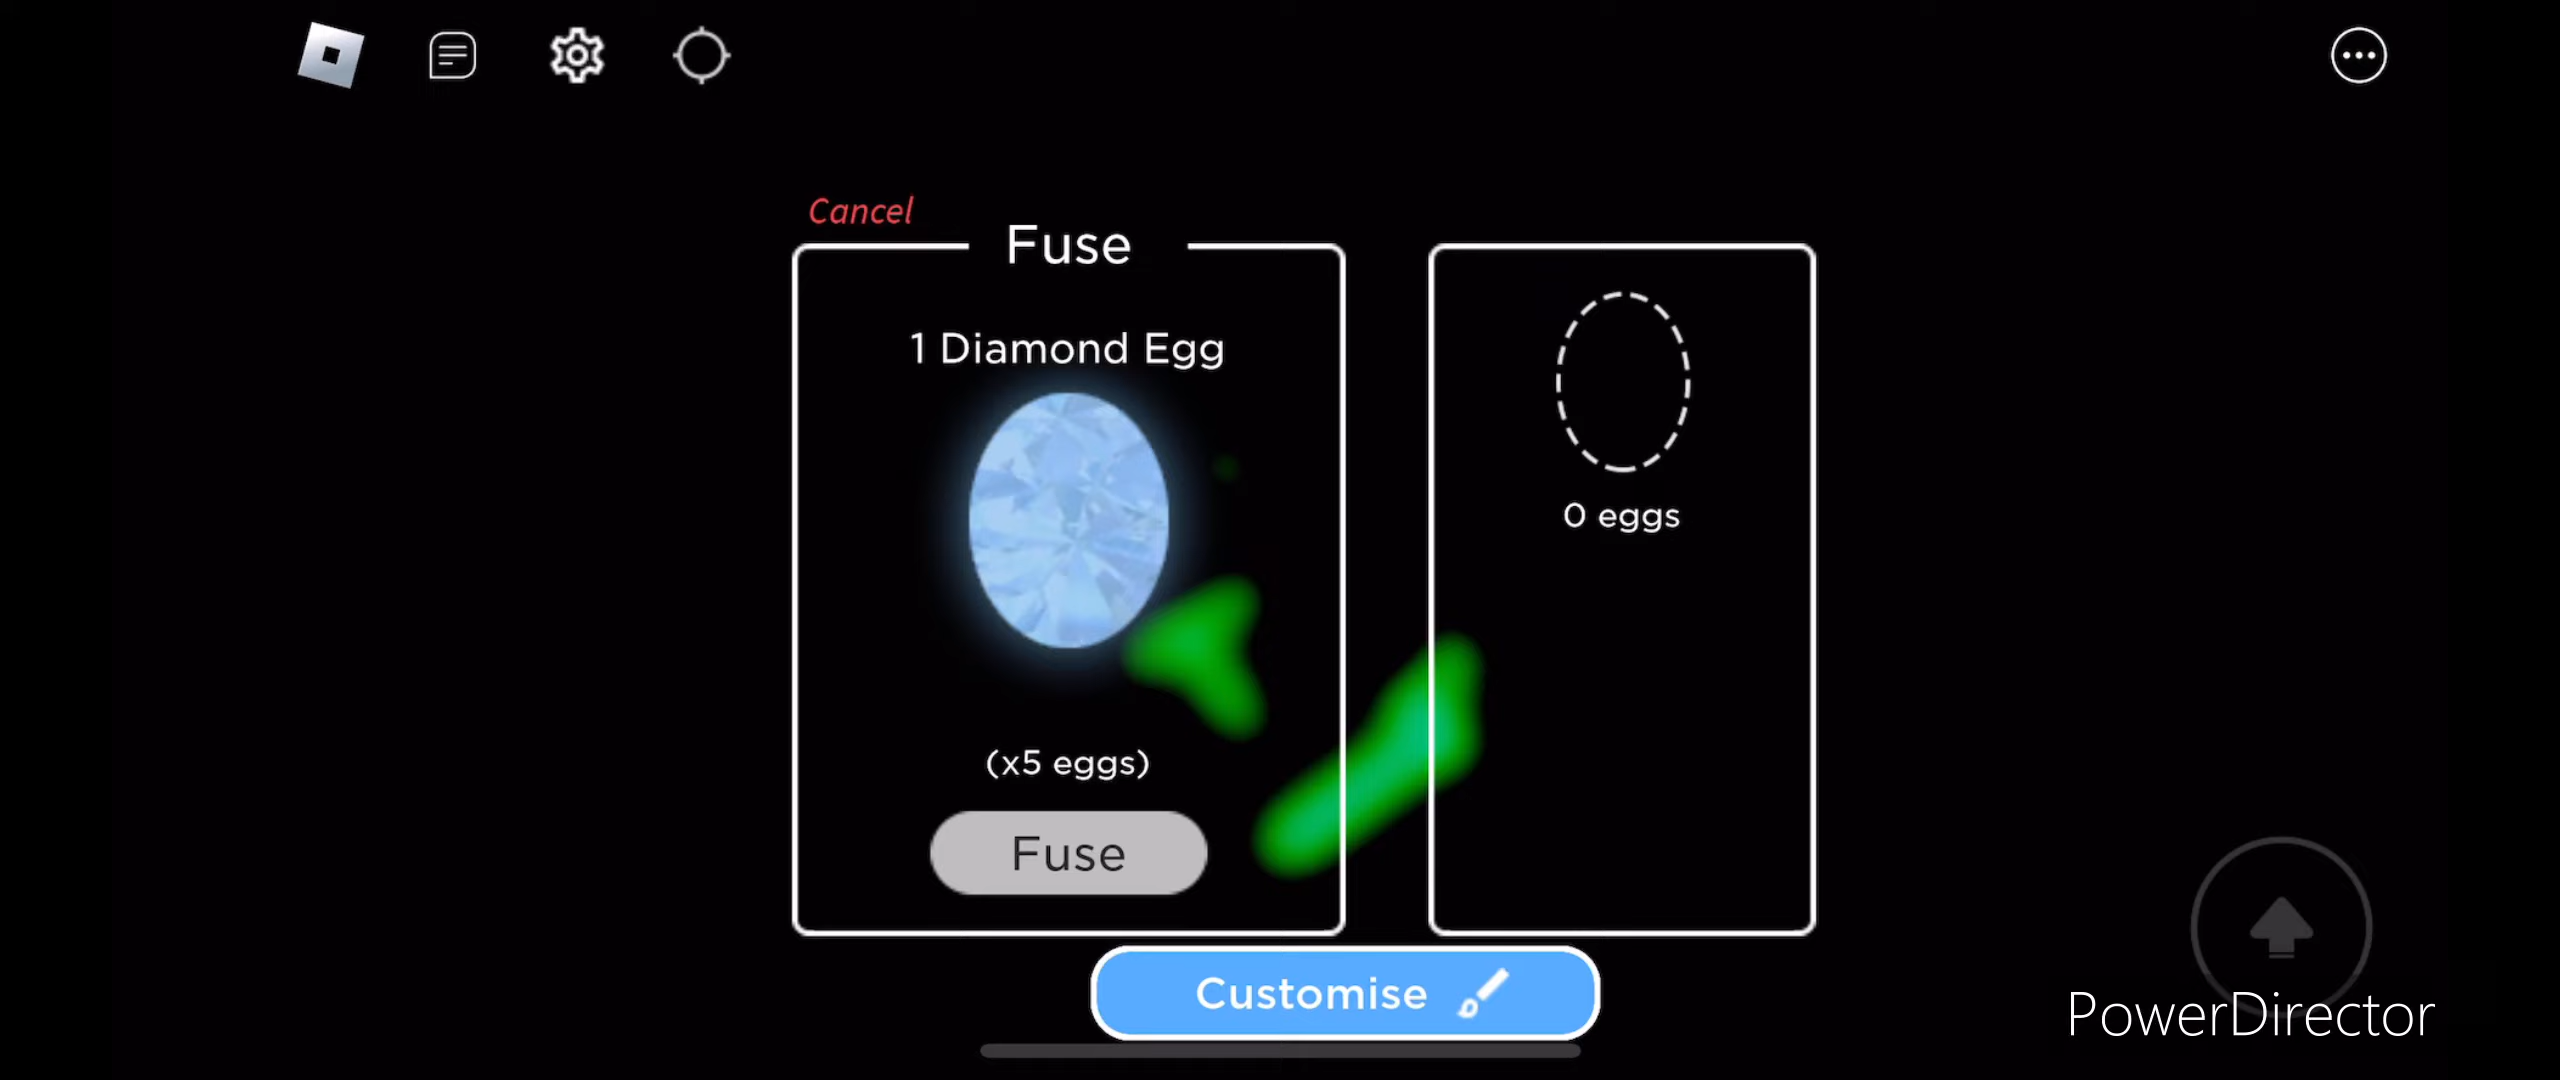 Cancel
Fuse
1 Diamond Egg
(x5 eggs)
Fuse
0 eggs
Customise
PowerDirector